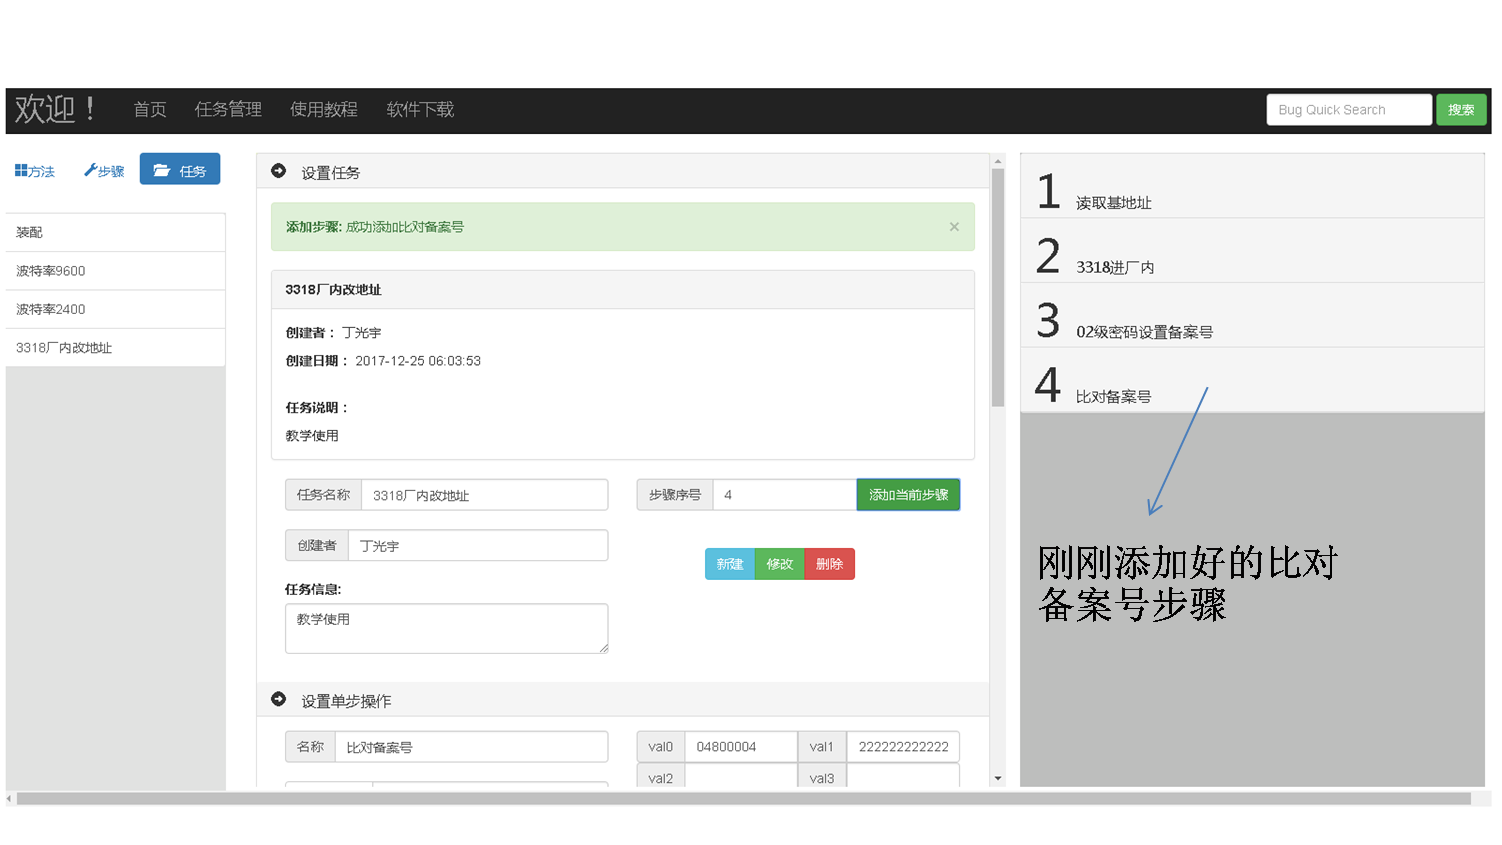 欢迎！ 首页 任务管理 使用教程 软件下载 Bug Quick Search 搜索
方法 步骤 任务
装配
波特率9600
波特率2400
3318厂内改地址
设置任务
添加步骤: 成功添加比对备案号 ×
3318厂内改地址
创建者： 丁光宇
创建日期： 2017-12-25 06:03:53
任务说明：
教学使用
任务名称 3318厂内改地址 步骤序号 4 添加当前步骤
创建者 丁光宇
新建 修改 删除
任务信息:
教学使用
设置单步操作
名称 比对备案号 val0 04800004 val1 222222222222
val2 val3
1 读取基地址
2 3318进厂内
3 02级密码设置备案号
4 比对备案号
刚刚添加好的比对
备案号步骤